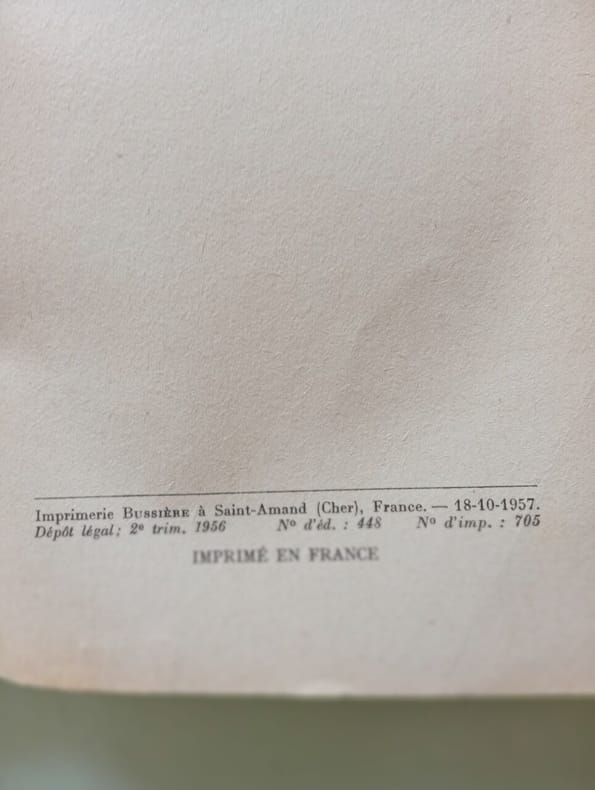 Imprimerie BUSSIÈRE à Saint-Amand (Cher), France. — 18-10-1957.
Dépôt légal : 2e trim. 1956 No d'éd. : 448 No d'imp. : 705
IMPRIMÉ EN FRANCE